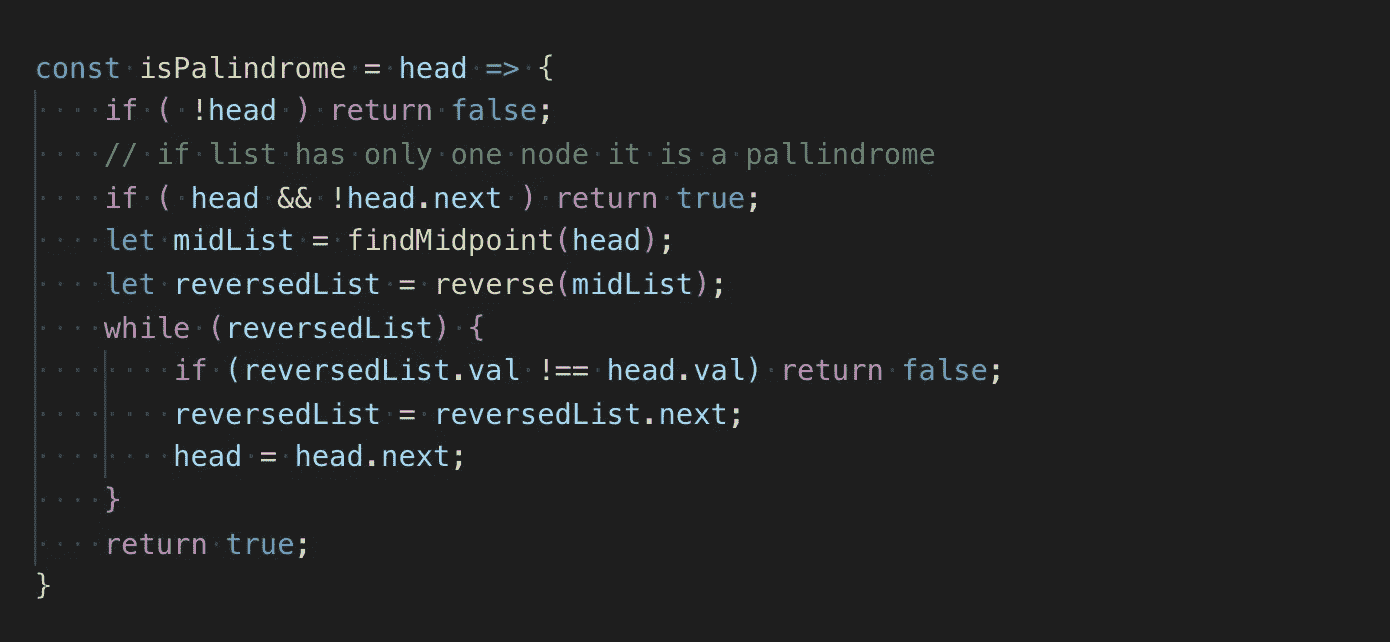 const isPalindrome = head => {
    if ( !head ) return false;
    // if list has only one node it is a pallindrome
    if ( head && !head.next ) return true;
    let midList = findMidpoint(head);
    let reversedList = reverse(midList);
    while (reversedList) {
        if (reversedList.val !== head.val) return false;
        reversedList = reversedList.next;
        head = head.next;
    }
    return true;
}